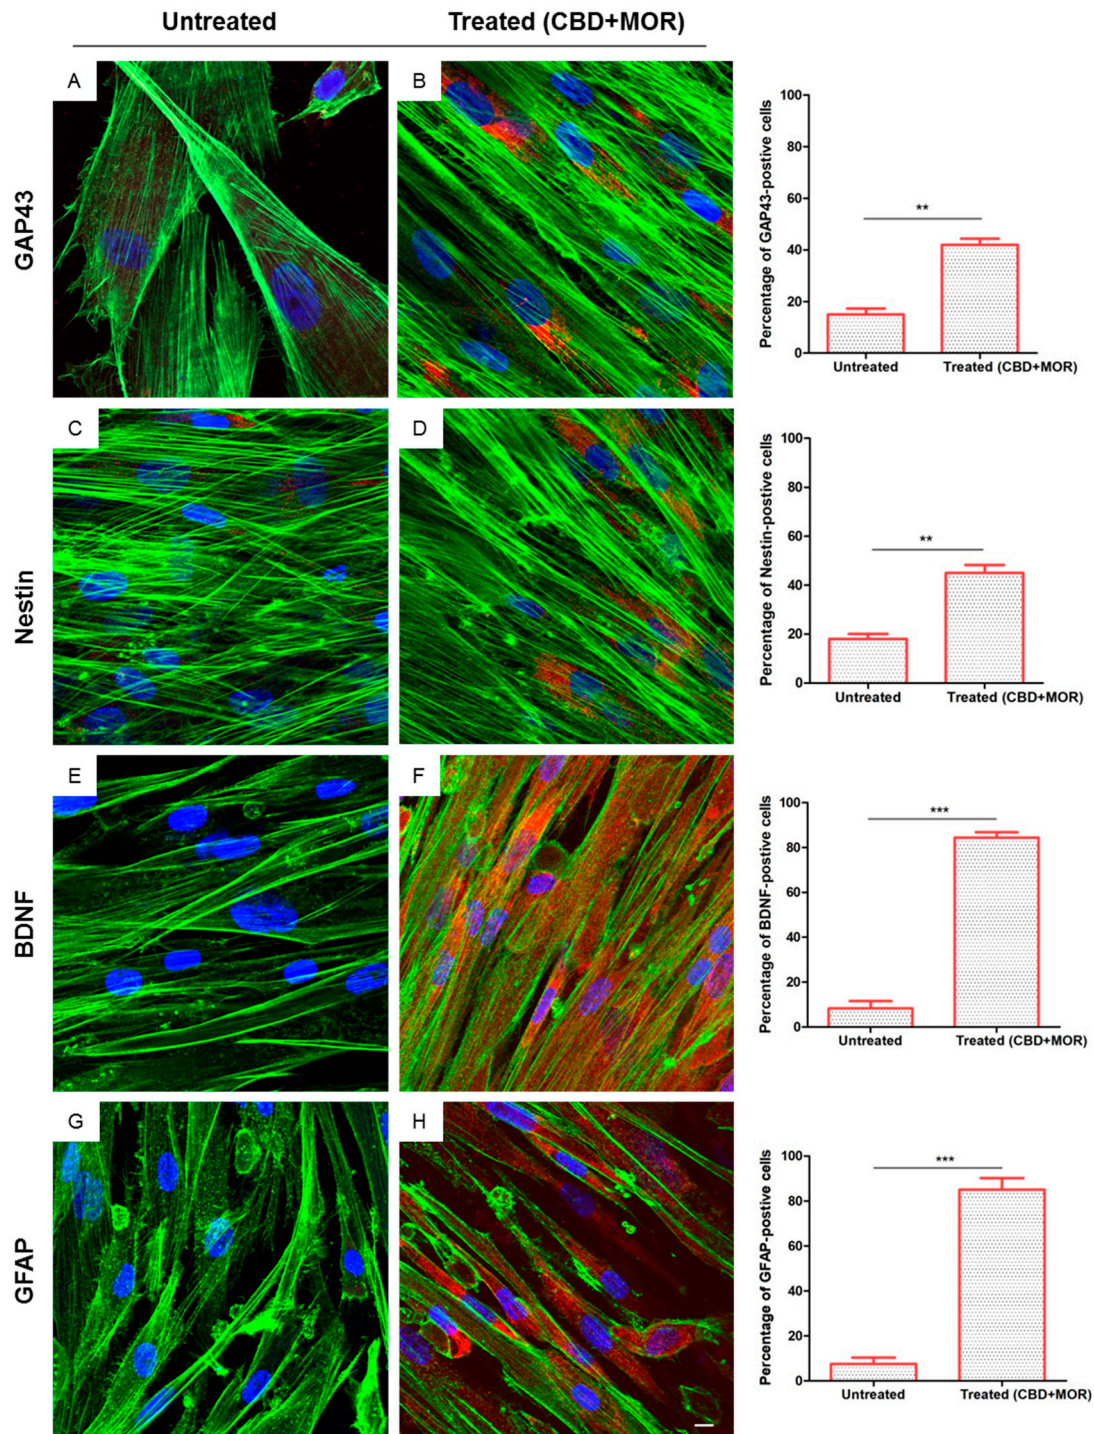 Untreated Treated (CBD+MOR)
A
B
GAP43
Percentage of GAP43-postive cells
100
80
60
40
20
0
**
Untreated Treated (CBD+MOR)
C
D
Nestin
Percentage of Nestin-postive cells
100
80
60
40
20
0
**
Untreated Treated (CBD+MOR)
E
F
BDNF
Percentage of BDNF-postive cells
100
80
60
40
20
0
***
Untreated Treated (CBD+MOR)
G
H
GFAP
Percentage of GFAP-postive cells
100
80
60
40
20
0
***
Untreated Treated (CBD+MOR)